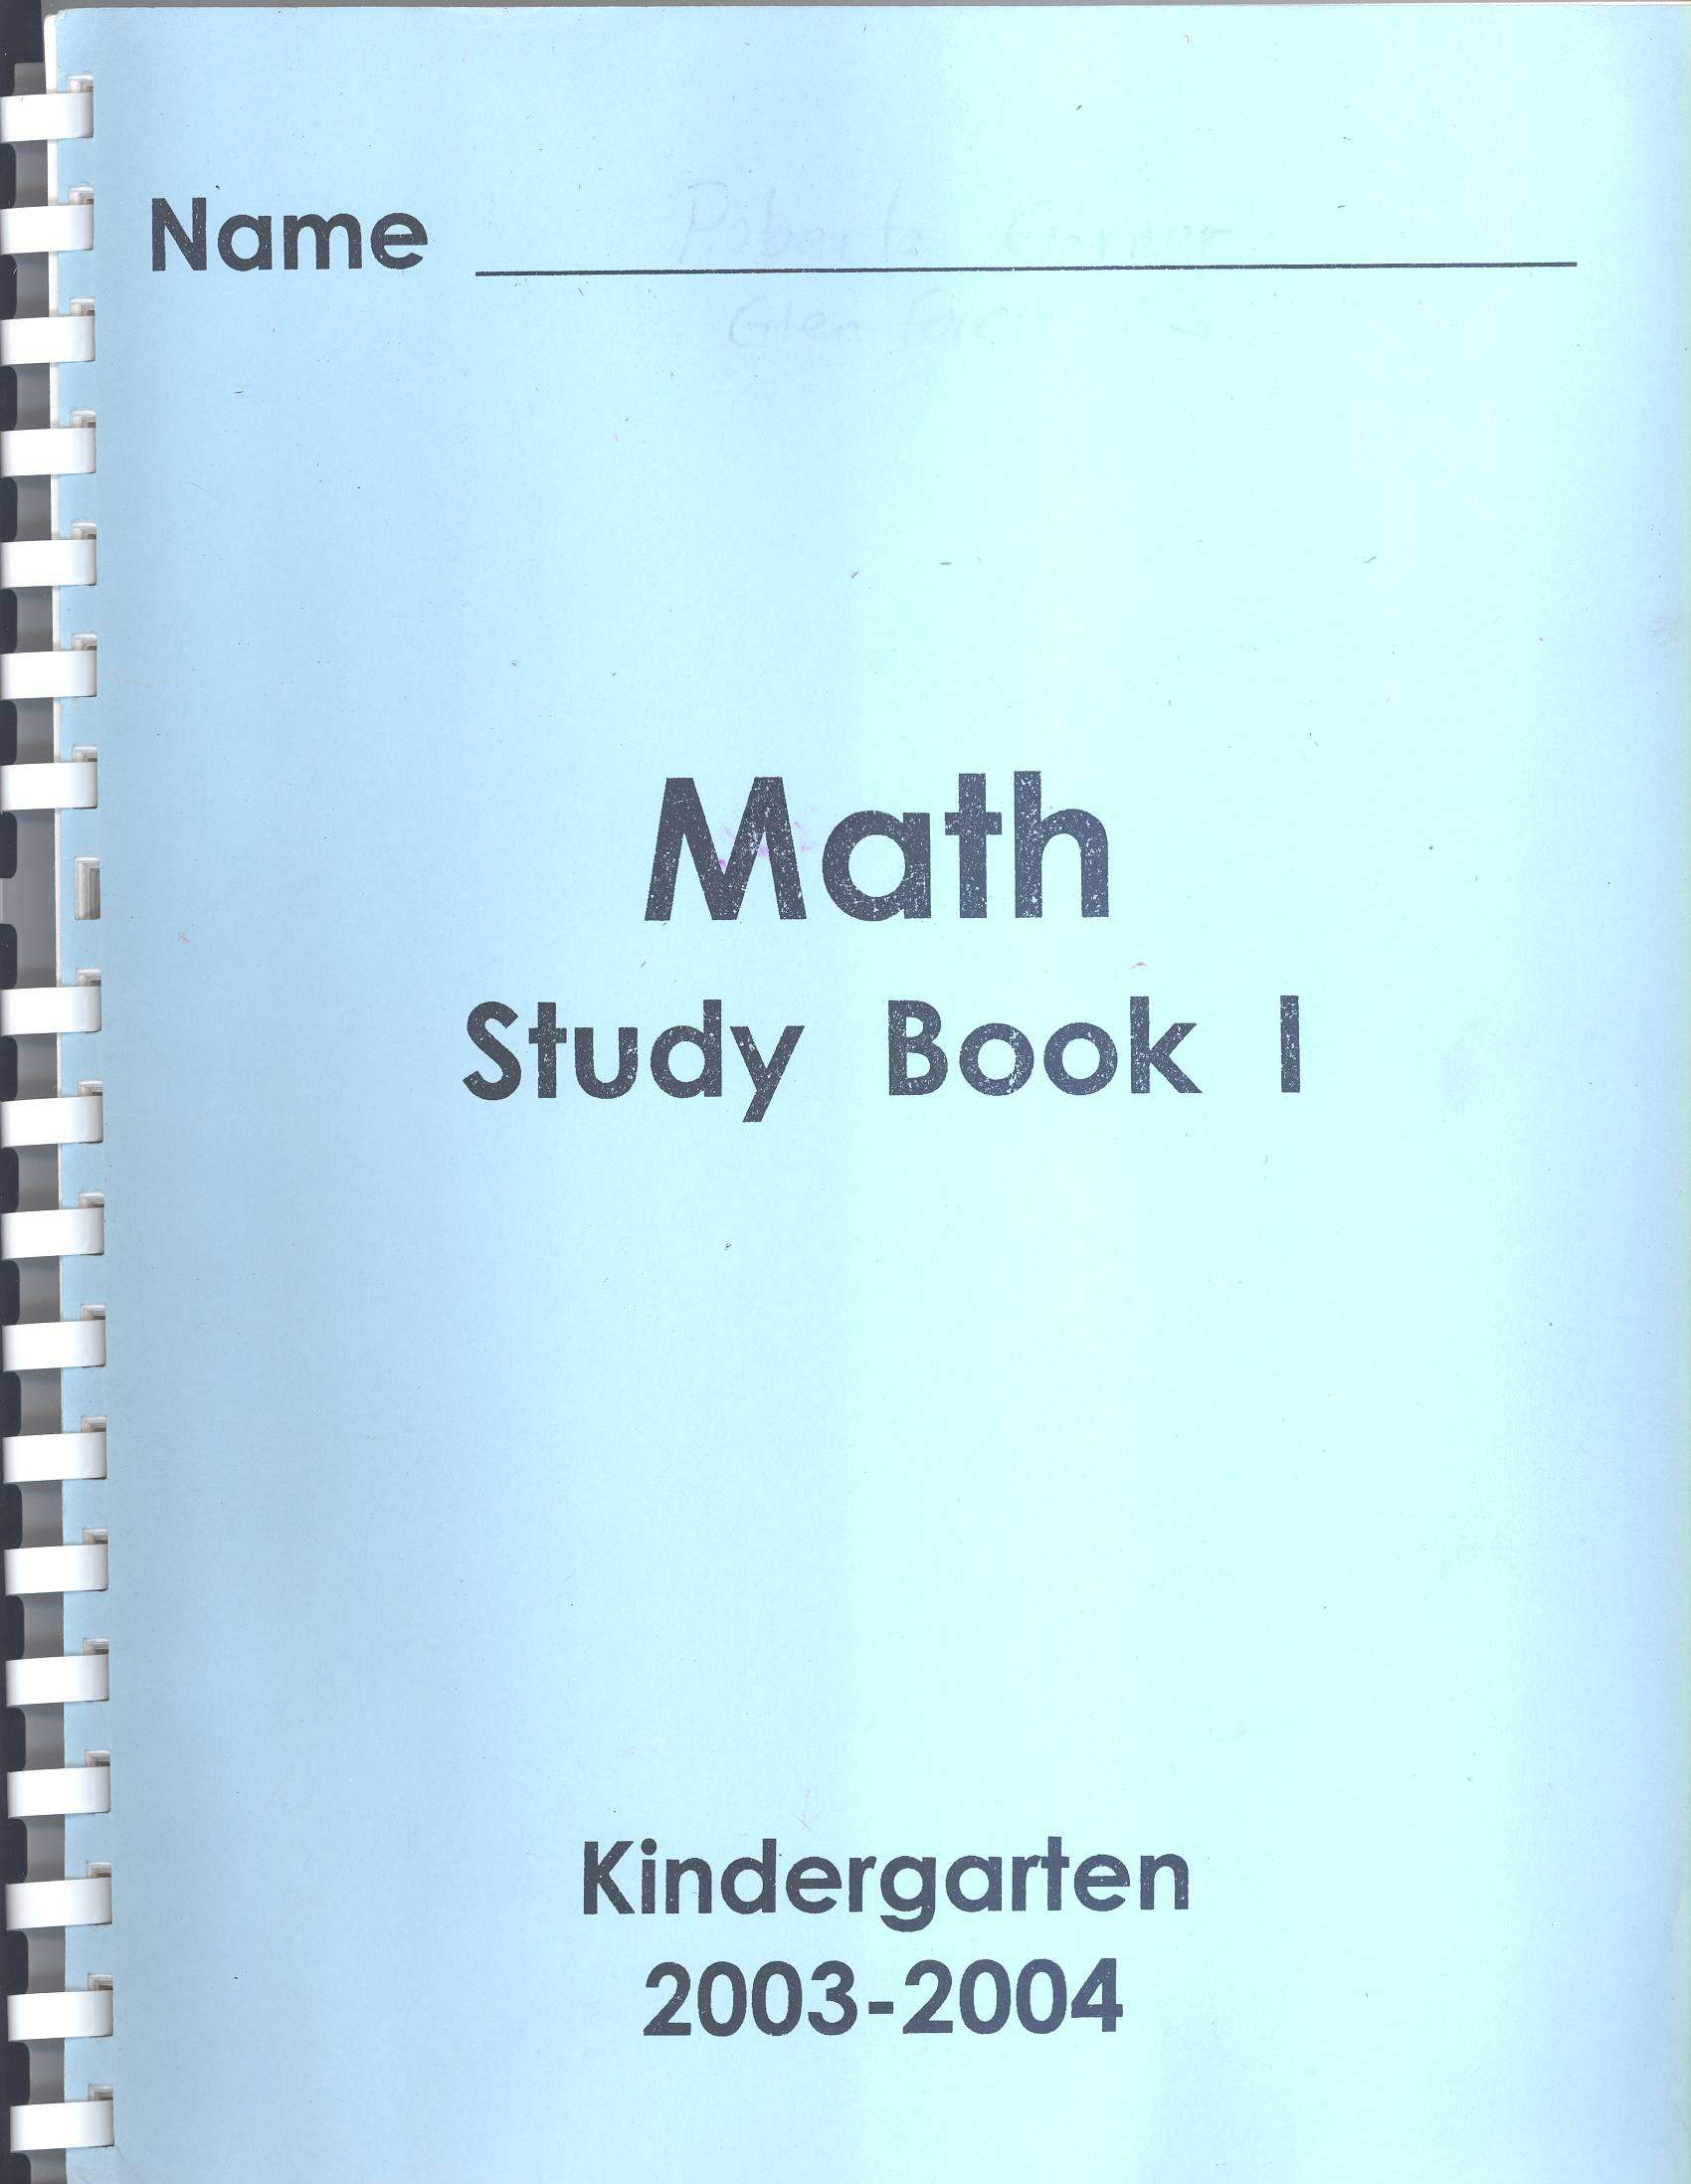 Name
Math
Study Book I
Kindergarten
2003-2004